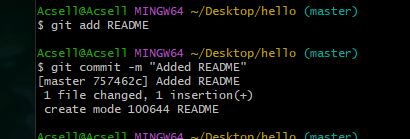 Acsell@Acsell MINGW64 ~/Desktop/hello (master)
$ git add README
Acsell@Acsell MINGW64 ~/Desktop/hello (master)
$ git commit -m "Added README"
[master 757462c] Added README
 1 file changed, 1 insertion(+)
 create mode 100644 README
Acsell@Acsell MINGW64 ~/Desktop/hello (master)